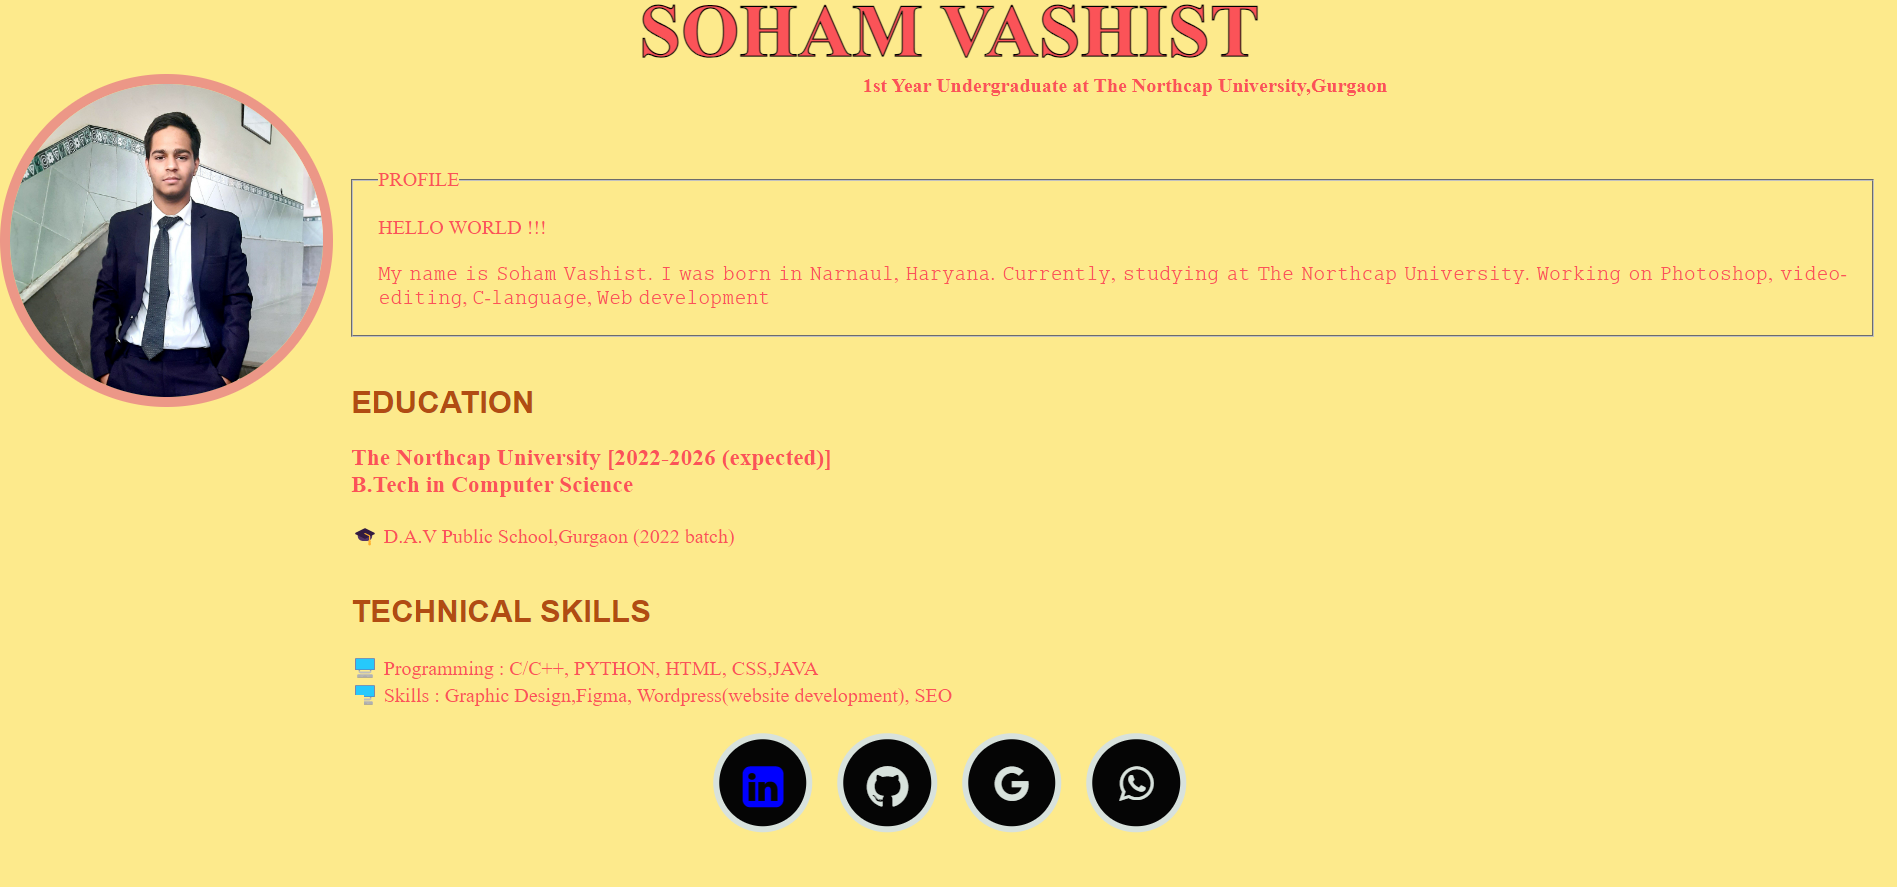 SOHAM VASHIST
1st Year Undergraduate at The Northcap University,Gurgaon
PROFILE
HELLO WORLD !!!
My name is Soham Vashist. I was born in Narnaul, Haryana. Currently, studying at The Northcap University. Working on Photoshop, video-
editing, C-language, Web development
EDUCATION
The Northcap University [2022-2026 (expected)]
B.Tech in Computer Science
D.A.V Public School,Gurgaon (2022 batch)
TECHNICAL SKILLS
Programming : C/C++, PYTHON, HTML, CSS,JAVA
Skills : Graphic Design,Figma, Wordpress(website development), SEO
in
G